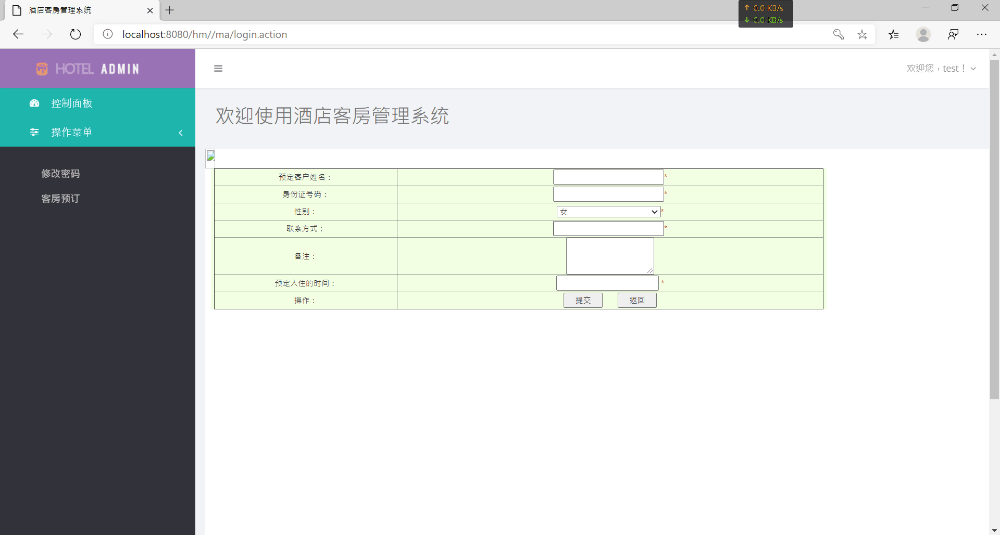 酒店客房管理系统
↑ 0.0 KB/s
↓ 0.0 KB/s
localhost:8080/hm//ma/login.action
HOTEL ADMIN
欢迎您，test！
控制面板
操作菜单
修改密码
客房预订
欢迎使用酒店客房管理系统
预定客户姓名： *
身份证号码： *
性别： 女 *
联系方式： *
备注：
预定入住的时间： *
操作： 提交 返回